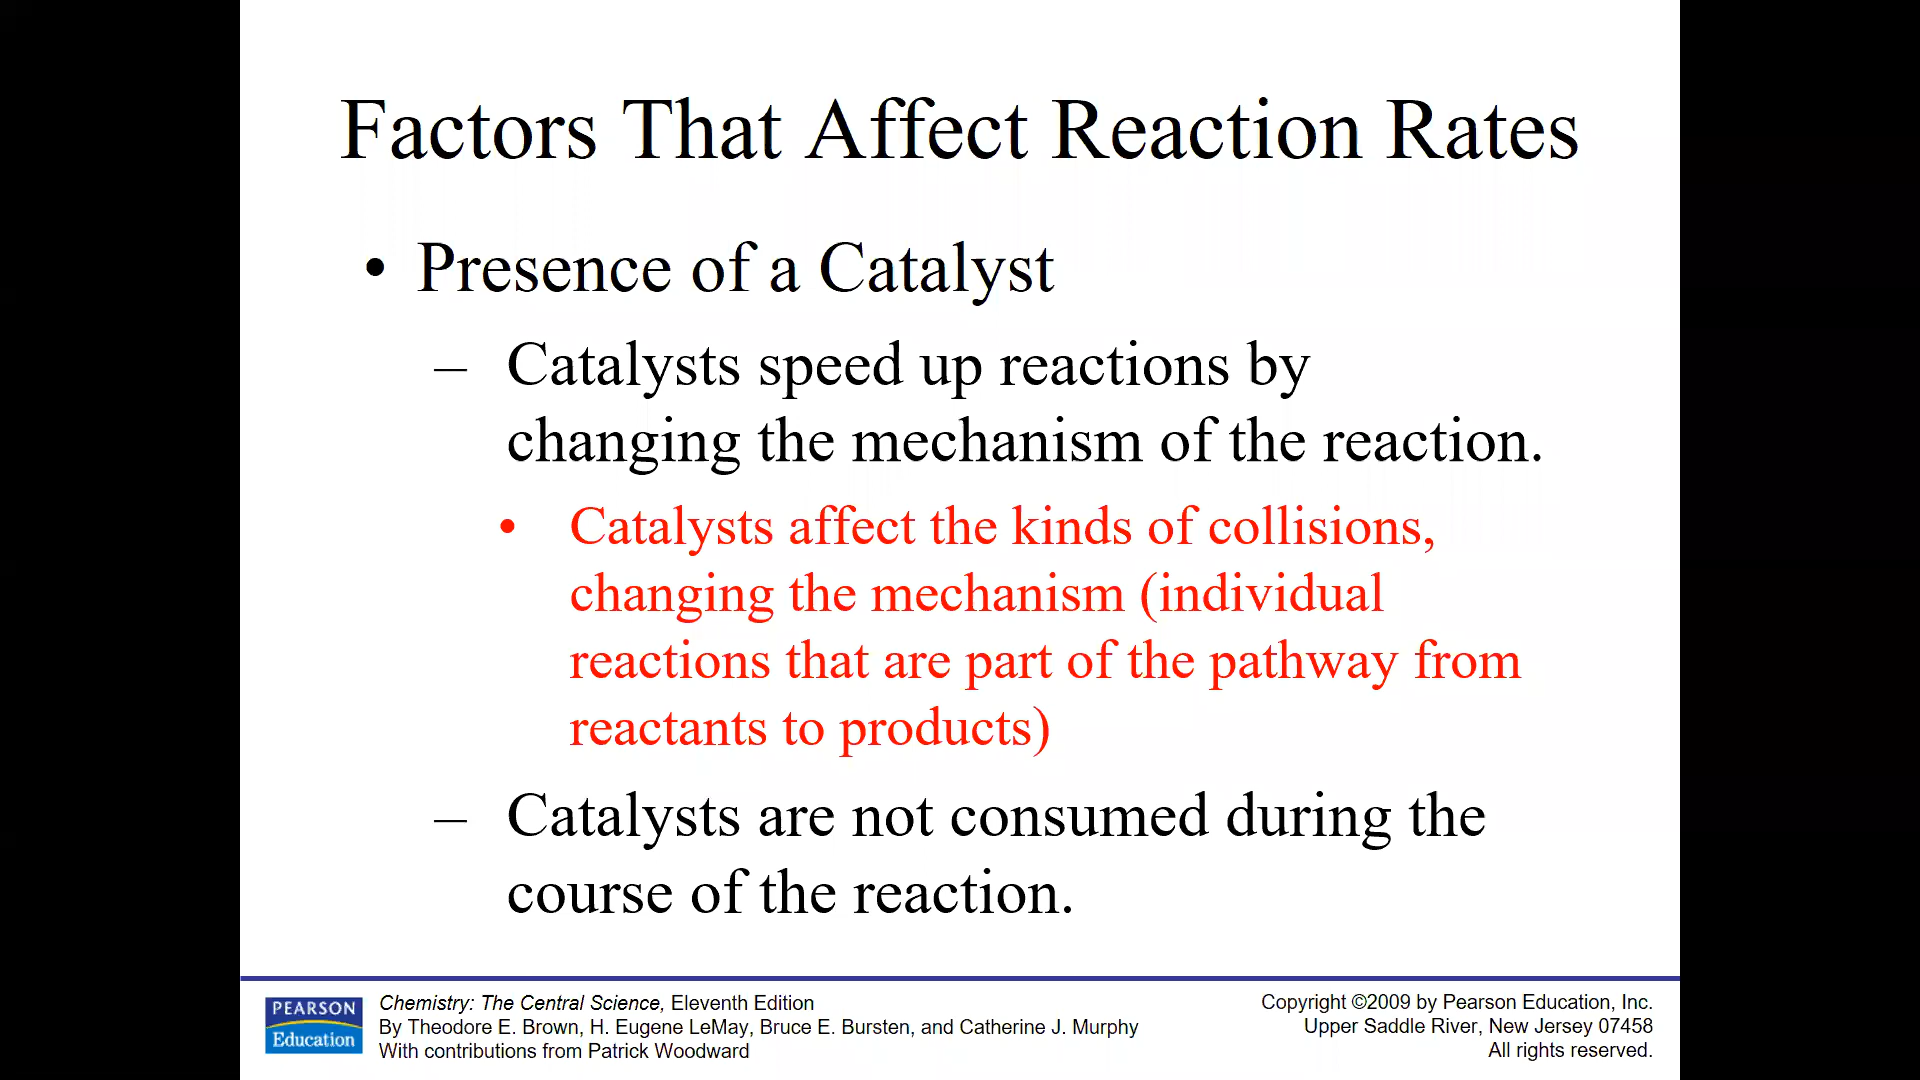 Factors That Affect Reaction Rates
• Presence of a Catalyst
– Catalysts speed up reactions by
changing the mechanism of the reaction.
• Catalysts affect the kinds of collisions,
changing the mechanism (individual
reactions that are part of the pathway from
reactants to products)
– Catalysts are not consumed during the
course of the reaction.
PEARSON
Education
Chemistry: The Central Science, Eleventh Edition
By Theodore E. Brown, H. Eugene LeMay, Bruce E. Bursten, and Catherine J. Murphy
With contributions from Patrick Woodward
Copyright ©2009 by Pearson Education, Inc.
Upper Saddle River, New Jersey 07458
All rights reserved.